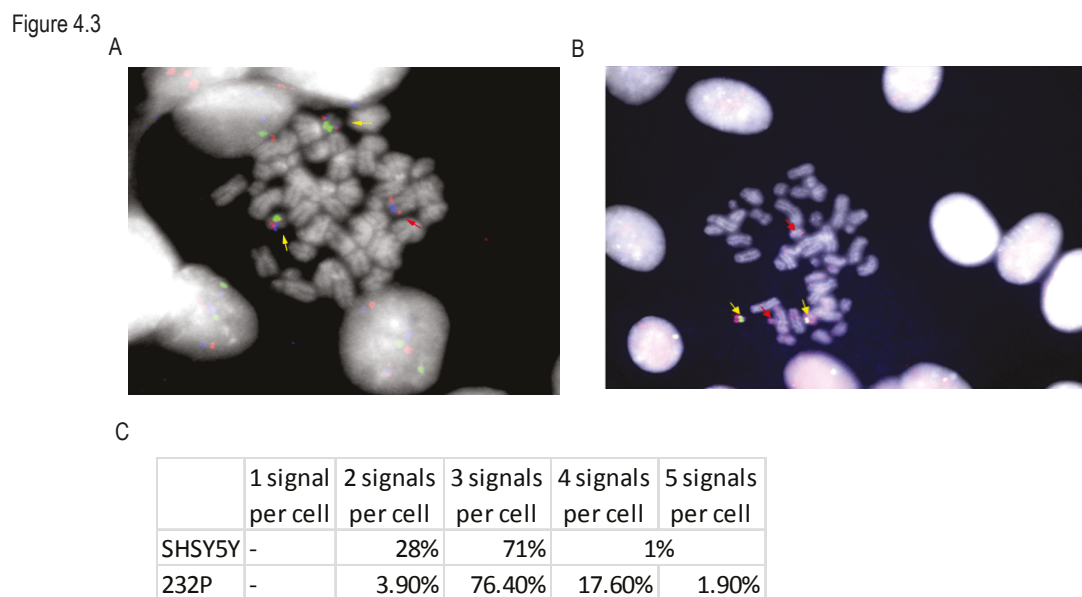 Figure 4.3
A
B
C
1 signal 2 signals 3 signals 4 signals 5 signals
per cell per cell per cell per cell per cell
SHSY5Y - 28% 71% 1%
232P - 3.90% 76.40% 17.60% 1.90%